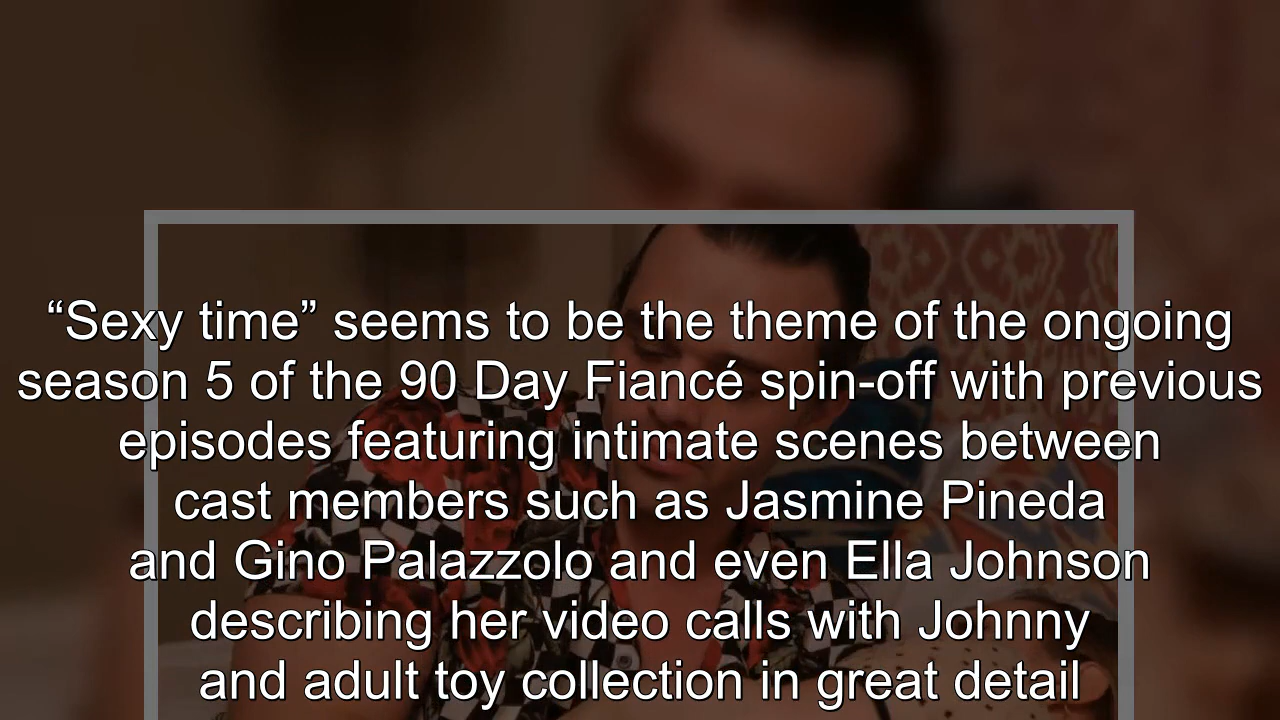 “Sexy time” seems to be the theme of the ongoing
season 5 of the 90 Day Fiancé spin-off with previous
episodes featuring intimate scenes between
cast members such as Jasmine Pineda
and Gino Palazzolo and even Ella Johnson
describing her video calls with Johnny
and adult toy collection in great detail